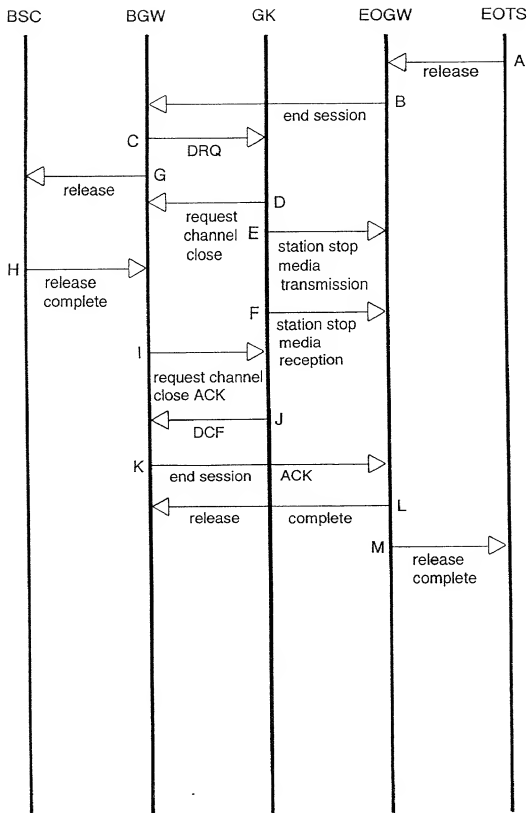 BSC BGW GK EOGW EOTS
A
release
B
end session
C
DRQ
G
release
D
request
channel
close
E
station stop
media
transmission
H
release
complete
F
station stop
media
reception
I
request channel
close ACK
J
DCF
K
end session ACK
L
release complete
M
release
complete